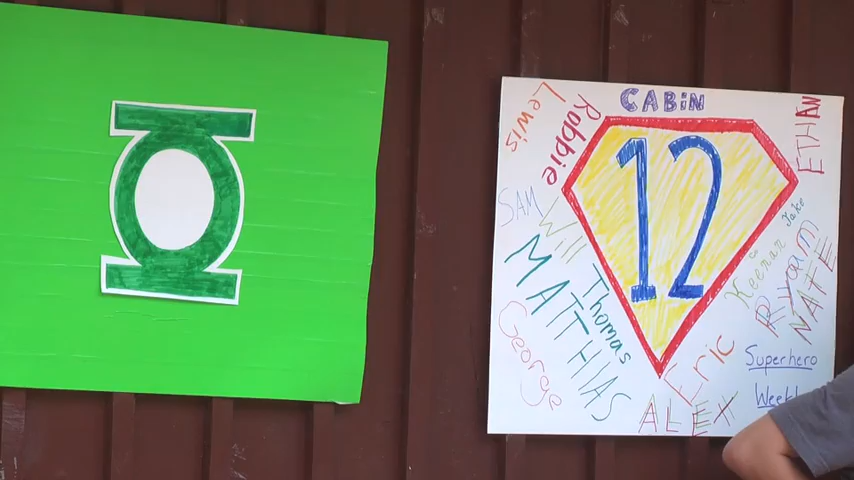 CABiN
12
Lewis
Robbie
ETHAN
SAM
Will
Jake
MATTHIAS
Thomas
Keenan
Ryan
NATE
George
Eric
ALEX
Superhero
Week!